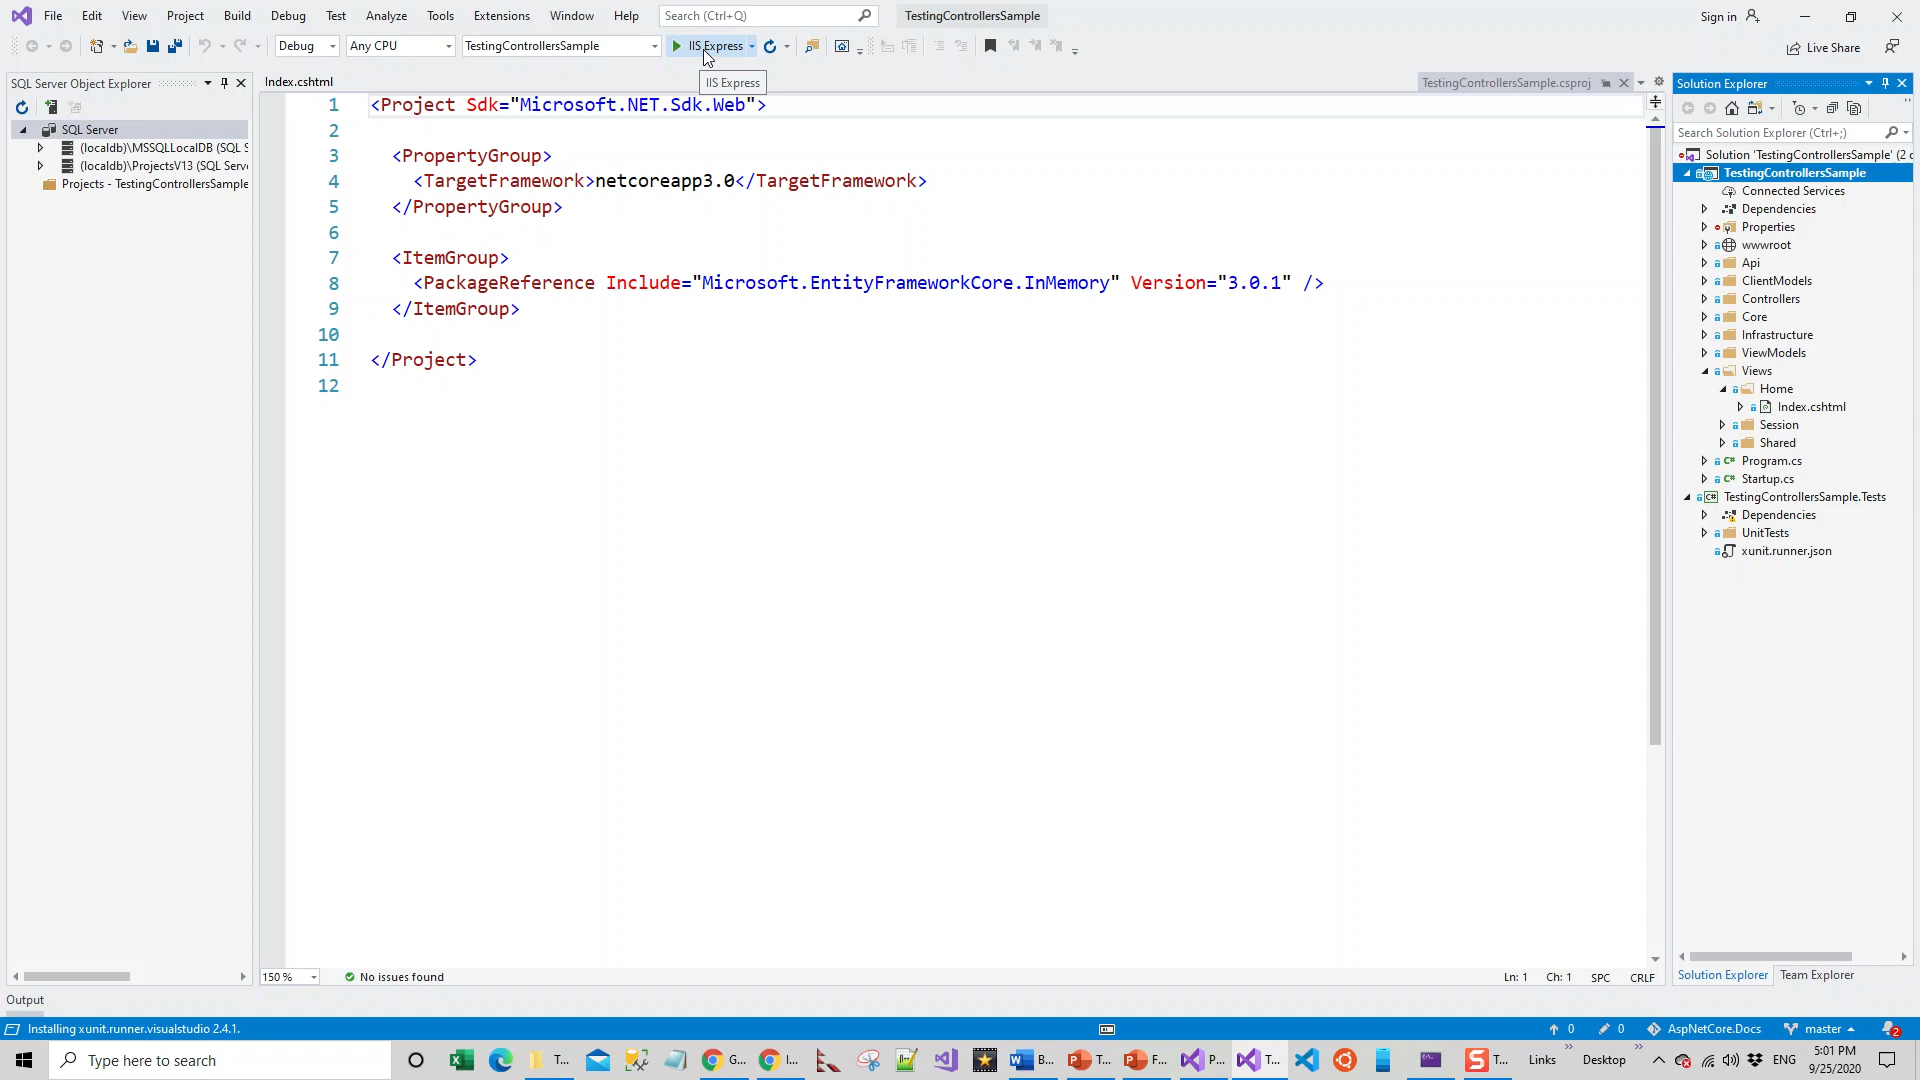 File Edit View Project Build Debug Test Analyze Tools Extensions Window Help Search (Ctrl+Q) TestingControllersSample Sign in
Debug Any CPU TestingControllersSample IIS Express Live Share
IIS Express
SQL Server Object Explorer
SQL Server
(localdb)\MSSQLLocalDB (SQL S
(localdb)\ProjectsV13 (SQL Serve
Projects - TestingControllersSample
Index.cshtml TestingControllersSample.csproj
1 <Project Sdk="Microsoft.NET.Sdk.Web">
2
3 <PropertyGroup>
4 <TargetFramework>netcoreapp3.0</TargetFramework>
5 </PropertyGroup>
6
7 <ItemGroup>
8 <PackageReference Include="Microsoft.EntityFrameworkCore.InMemory" Version="3.0.1" />
9 </ItemGroup>
10
11 </Project>
12
150 % No issues found Ln: 1 Ch: 1 SPC CRLF
Solution Explorer
Search Solution Explorer (Ctrl+;)
Solution 'TestingControllersSample' (2 
TestingControllersSample
Connected Services
Dependencies
Properties
wwwroot
Api
ClientModels
Controllers
Core
Infrastructure
ViewModels
Views
Home
Index.cshtml
Session
Shared
C# Program.cs
C# Startup.cs
C# TestingControllersSample.Tests
Dependencies
UnitTests
xunit.runner.json
Solution Explorer Team Explorer
Output
Installing xunit.runner.visualstudio 2.4.1. 0 0 AspNetCore.Docs master 2
Type here to search T... G... I... B... T... F... P... T... T... Links Desktop ENG 5:01 PM
9/25/2020